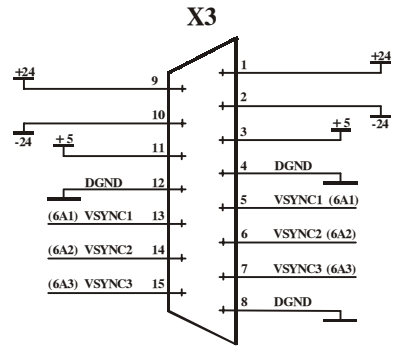 X3
+24
9
10
-24
+5
11
DGND 12
(6A1) VSYNC1 13
(6A2) VSYNC2 14
(6A3) VSYNC3 15
1
+24
2
-24
3
+5
4 DGND
5 VSYNC1 (6A1)
6 VSYNC2 (6A2)
7 VSYNC3 (6A3)
8 DGND